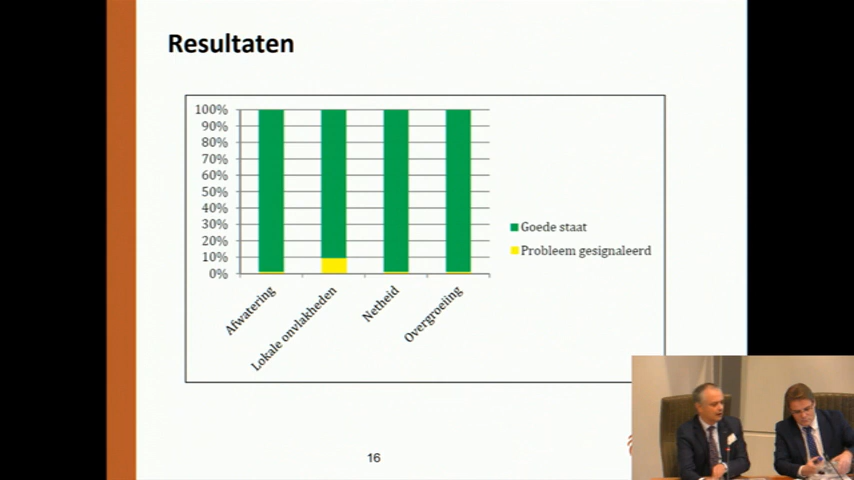 Resultaten
100%
90%
80%
70%
60%
50%
40%
30%
20%
10%
0%
Afwatering
Lokale onvlakheden
Netheid
Overgroeiing
Goede staat
Probleem gesignaleerd
16